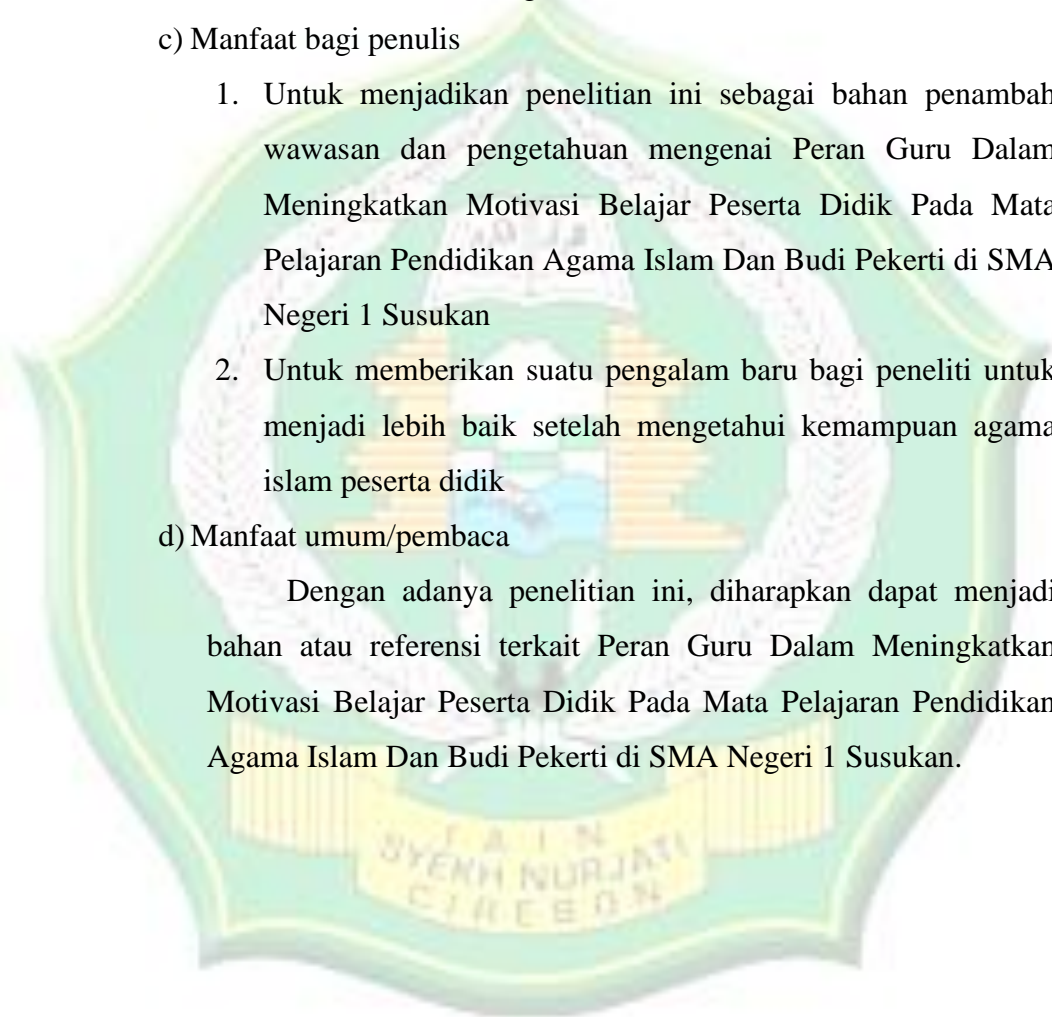 c) Manfaat bagi penulis
1. Untuk menjadikan penelitian ini sebagai bahan penambah
wawasan dan pengetahuan mengenai Peran Guru Dalam
Meningkatkan Motivasi Belajar Peserta Didik Pada Mata
Pelajaran Pendidikan Agama Islam Dan Budi Pekerti di SMA
Negeri 1 Susukan
2. Untuk memberikan suatu pengalam baru bagi peneliti untuk
menjadi lebih baik setelah mengetahui kemampuan agama
islam peserta didik
d) Manfaat umum/pembaca
Dengan adanya penelitian ini, diharapkan dapat menjadi
bahan atau referensi terkait Peran Guru Dalam Meningkatkan
Motivasi Belajar Peserta Didik Pada Mata Pelajaran Pendidikan
Agama Islam Dan Budi Pekerti di SMA Negeri 1 Susukan.
IAIN
SYEKH NURJATI
CIREBON